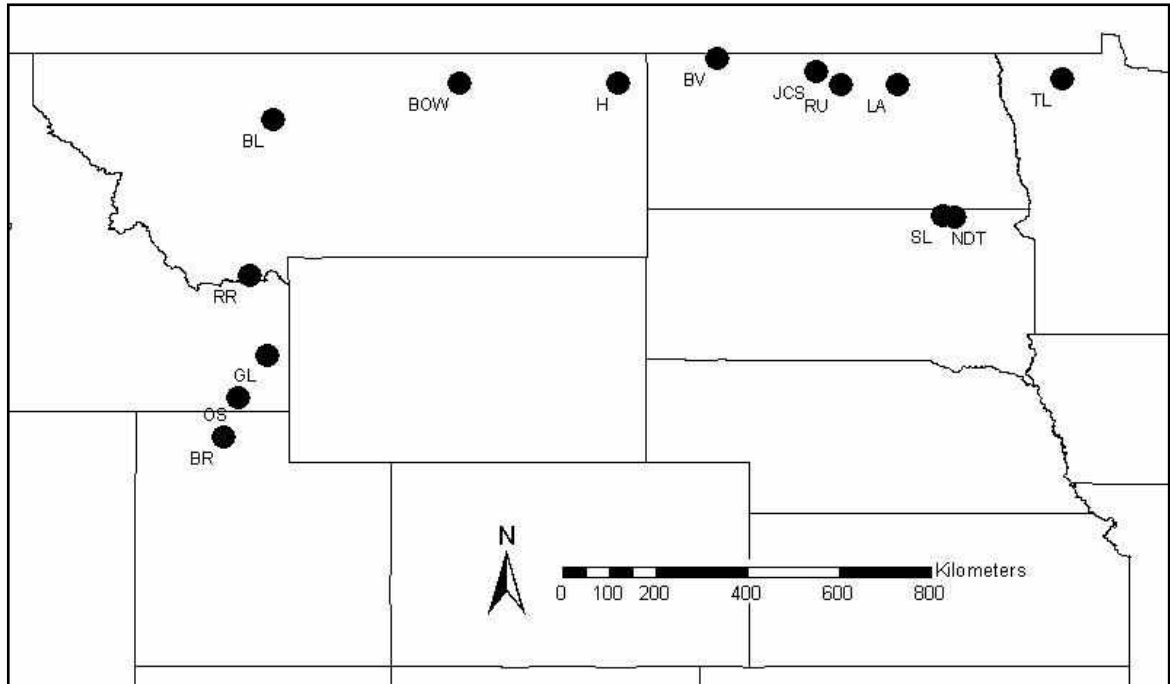 BV
JCS
RU
LA
TL
BOW
H
BL
SL
NDT
RR
GL
OS
BR
N
Kilometers
0 100 200 400 600 800